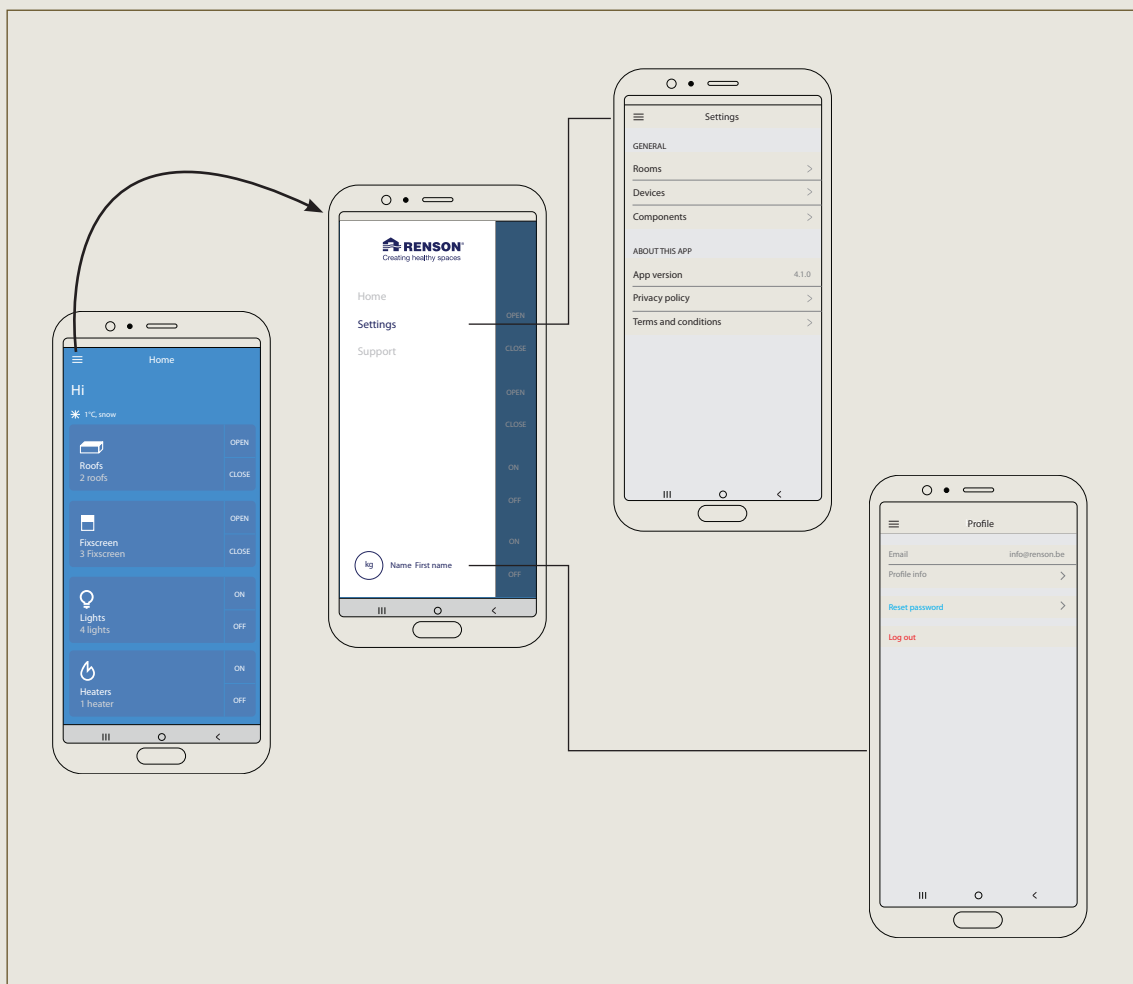 Home
Hi
1°C, snow
Roofs
2 roofs
OPEN
CLOSE
Fixscreen
3 Fixscreen
OPEN
CLOSE
Lights
4 lights
ON
OFF
Heaters
1 heater
ON
OFF
RENSON®
Creating healthy spaces
Home
Settings
Support
kg Name First name
OPEN
CLOSE
OPEN
CLOSE
ON
OFF
ON
OFF
Settings
GENERAL
Rooms
Devices
Components
ABOUT THIS APP
App version 4.1.0
Privacy policy
Terms and conditions
Profile
Email info@renson.be
Profile info
Reset password
Log out